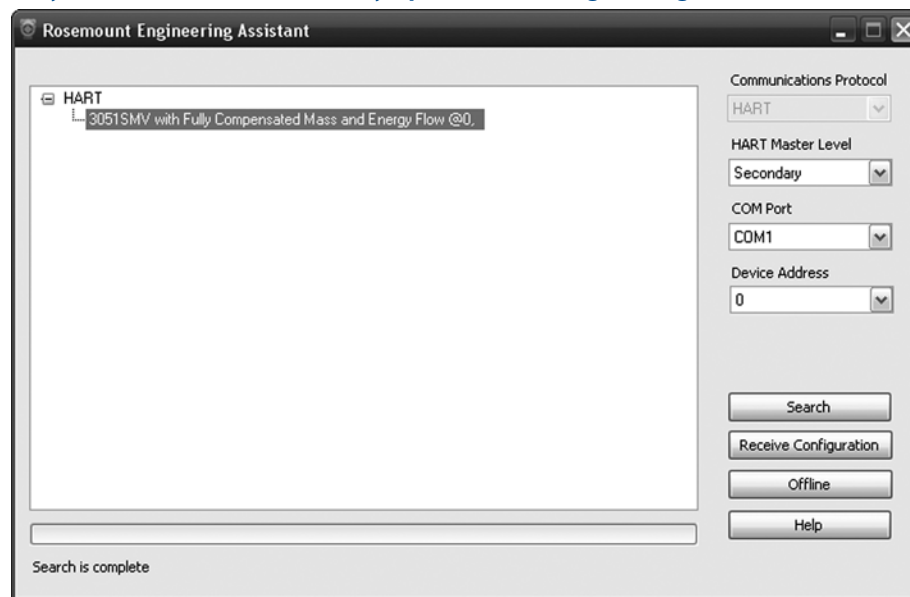 Rosemount Engineering Assistant
HART
3051SMV with Fully Compensated Mass and Energy Flow @0,
Communications Protocol
HART
HART Master Level
Secondary
COM Port
COM1
Device Address
0
Search
Receive Configuration
Offline
Help
Search is complete